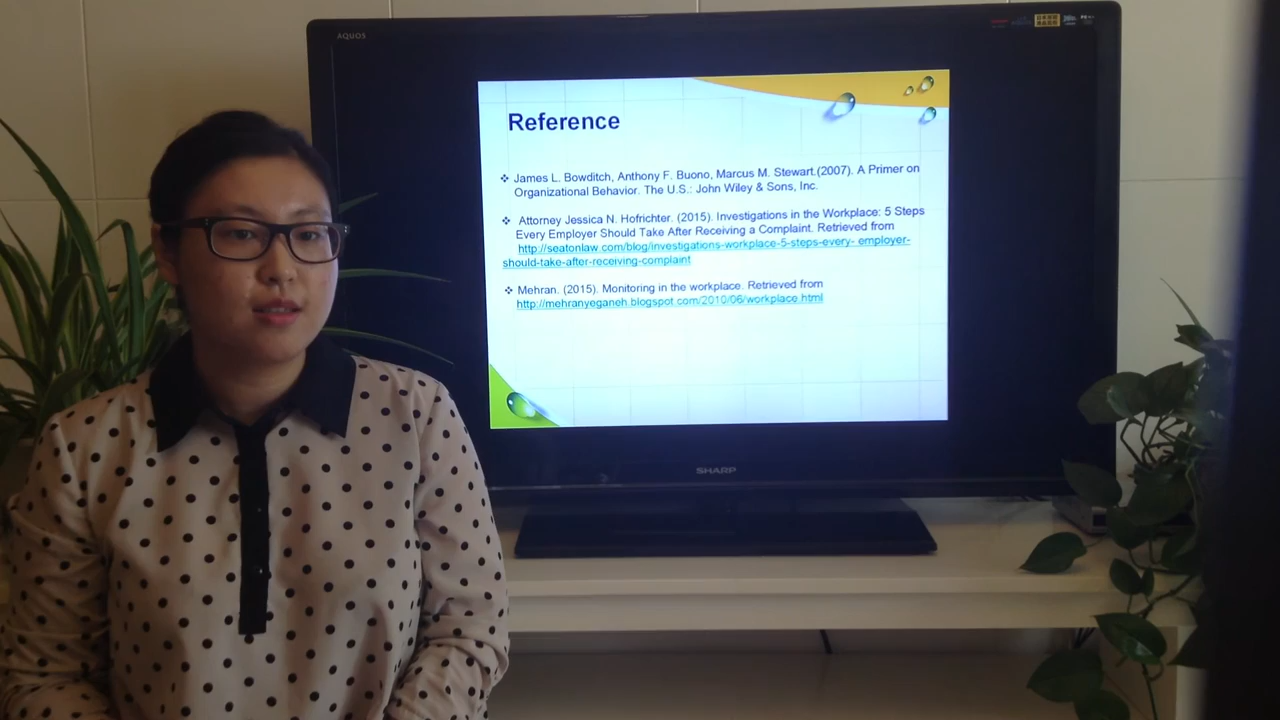 AQUOS
Reference
James L. Bowditch, Anthony F. Buono, Marcus M. Stewart.(2007). A Primer on
Organizational Behavior. The U.S.: John Wiley & Sons, Inc.
Attorney Jessica N. Hofrichter. (2015). Investigations in the Workplace: 5 Steps
Every Employer Should Take After Receiving a Complaint. Retrieved from
http://seatonlaw.com/blog/investigations-workplace-5-steps-every- employer-
should-take-after-receiving-complaint
Mehran. (2015). Monitoring in the workplace. Retrieved from
http://mehranyeganeh.blogspot.com/2010/06/workplace.html
SHARP